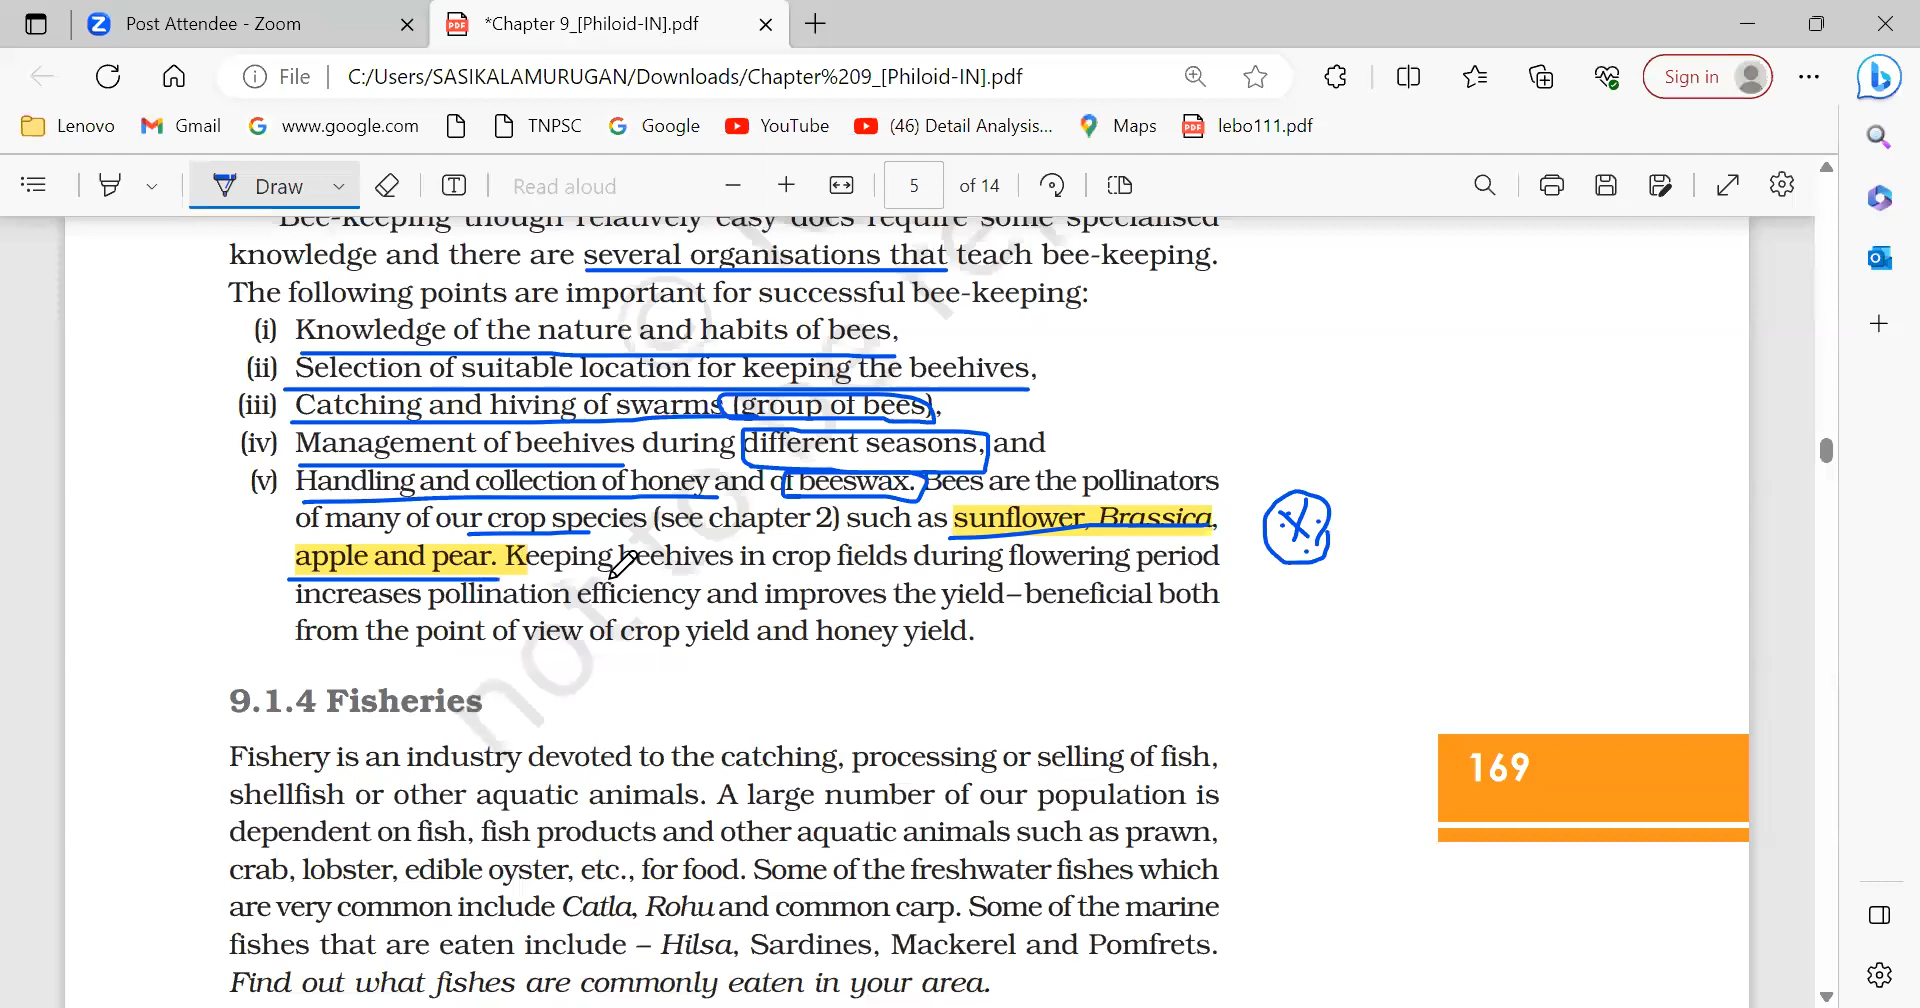 Post Attendee - Zoom
*Chapter 9_[Philoid-IN].pdf
File
C:/Users/SASIKALAMURUGAN/Downloads/Chapter%209_[Philoid-IN].pdf
Sign in
Lenovo
Gmail
www.google.com
TNPSC
Google
YouTube
(46) Detail Analysis...
Maps
lebo111.pdf
Draw
Read aloud
5
of 14
Bee-keeping though relatively easy does require some specialised
knowledge and there are several organisations that teach bee-keeping.
The following points are important for successful bee-keeping:
(i) Knowledge of the nature and habits of bees,
(ii) Selection of suitable location for keeping the beehives,
(iii) Catching and hiving of swarms (group of bees),
(iv) Management of beehives during different seasons, and
(v) Handling and collection of honey and of beeswax. Bees are the pollinators
of many of our crop species (see chapter 2) such as sunflower, Brassica,
apple and pear. Keeping beehives in crop fields during flowering period
increases pollination efficiency and improves the yield–beneficial both
from the point of view of crop yield and honey yield.
9.1.4 Fisheries
Fishery is an industry devoted to the catching, processing or selling of fish,
shellfish or other aquatic animals. A large number of our population is
dependent on fish, fish products and other aquatic animals such as prawn,
crab, lobster, edible oyster, etc., for food. Some of the freshwater fishes which
are very common include Catla, Rohu and common carp. Some of the marine
fishes that are eaten include – Hilsa, Sardines, Mackerel and Pomfrets.
Find out what fishes are commonly eaten in your area.
169